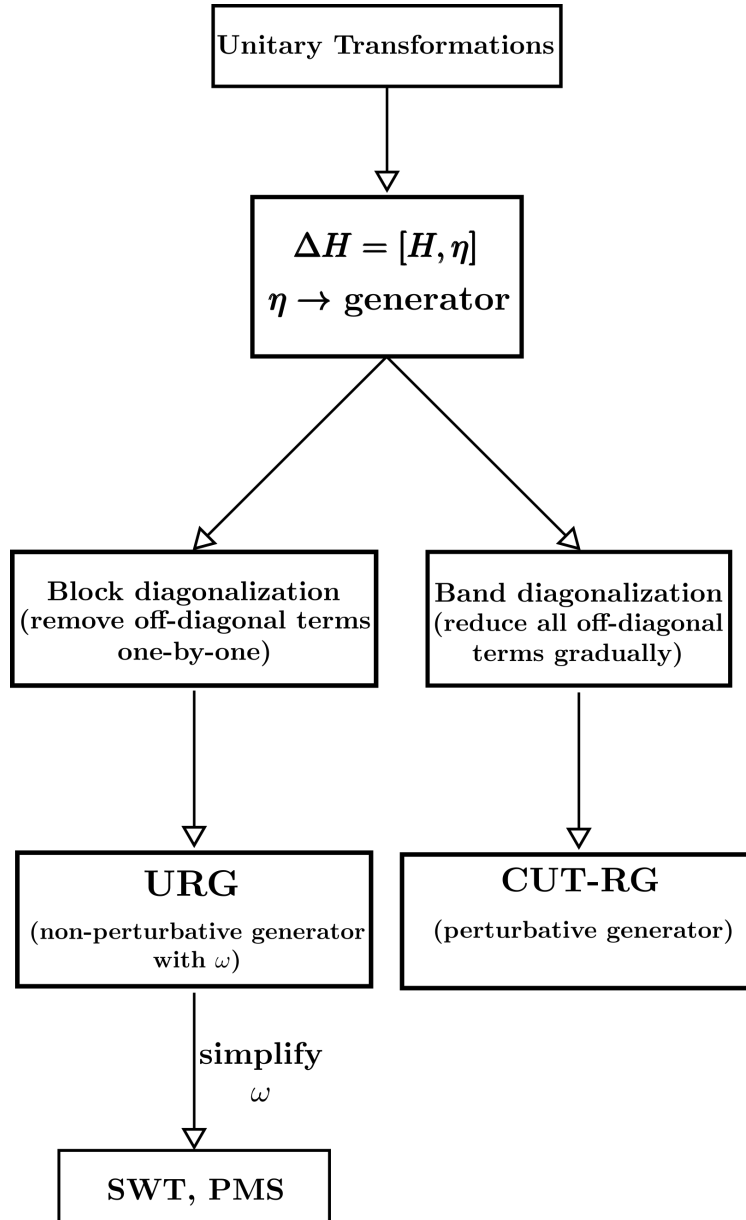 Unitary Transformations
ΔH = [H, η]
η → generator
Block diagonalization
(remove off-diagonal terms
one-by-one)
Band diagonalization
(reduce all off-diagonal
terms gradually)
URG
(non-perturbative generator
with ω)
CUT-RG
(perturbative generator)
simplify
ω
SWT, PMS